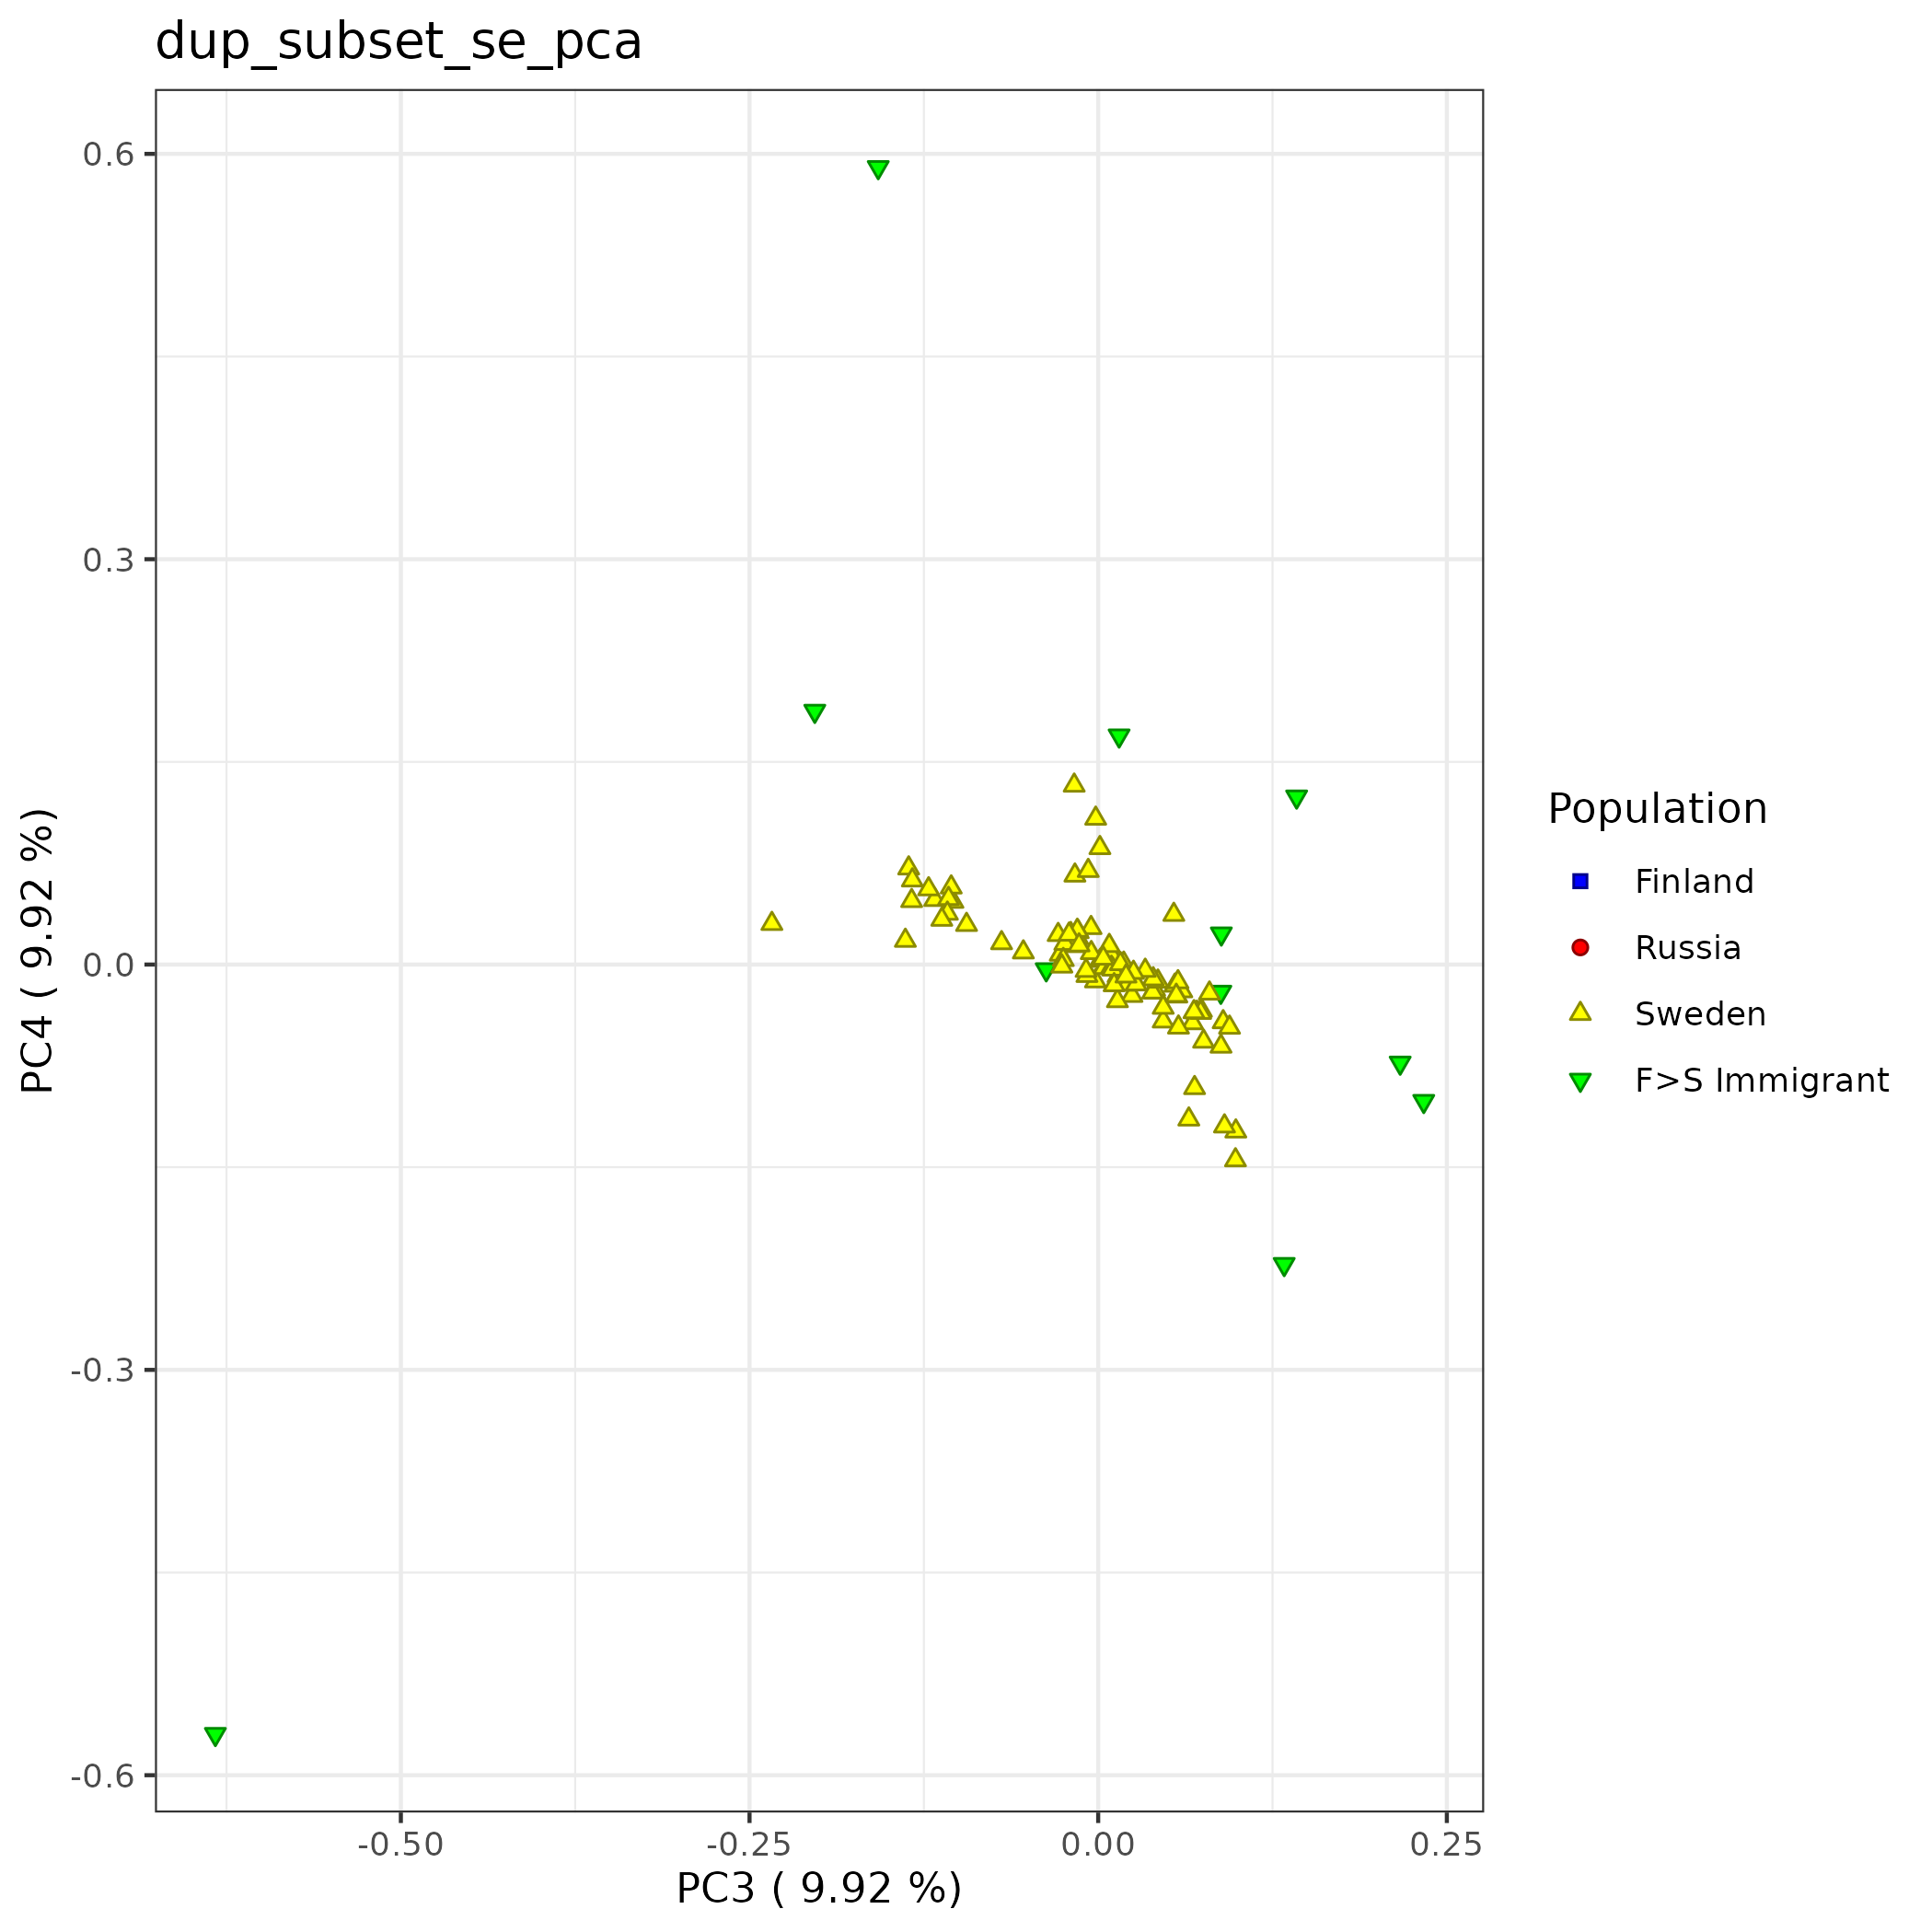 dup_subset_se_pca
0.6
0.3
0.0
-0.3
-0.6
PC4 ( 9.92 %)
-0.50 -0.25 0.00 0.25
PC3 ( 9.92 %)
Population
Finland
Russia
Sweden
F>S Immigrant